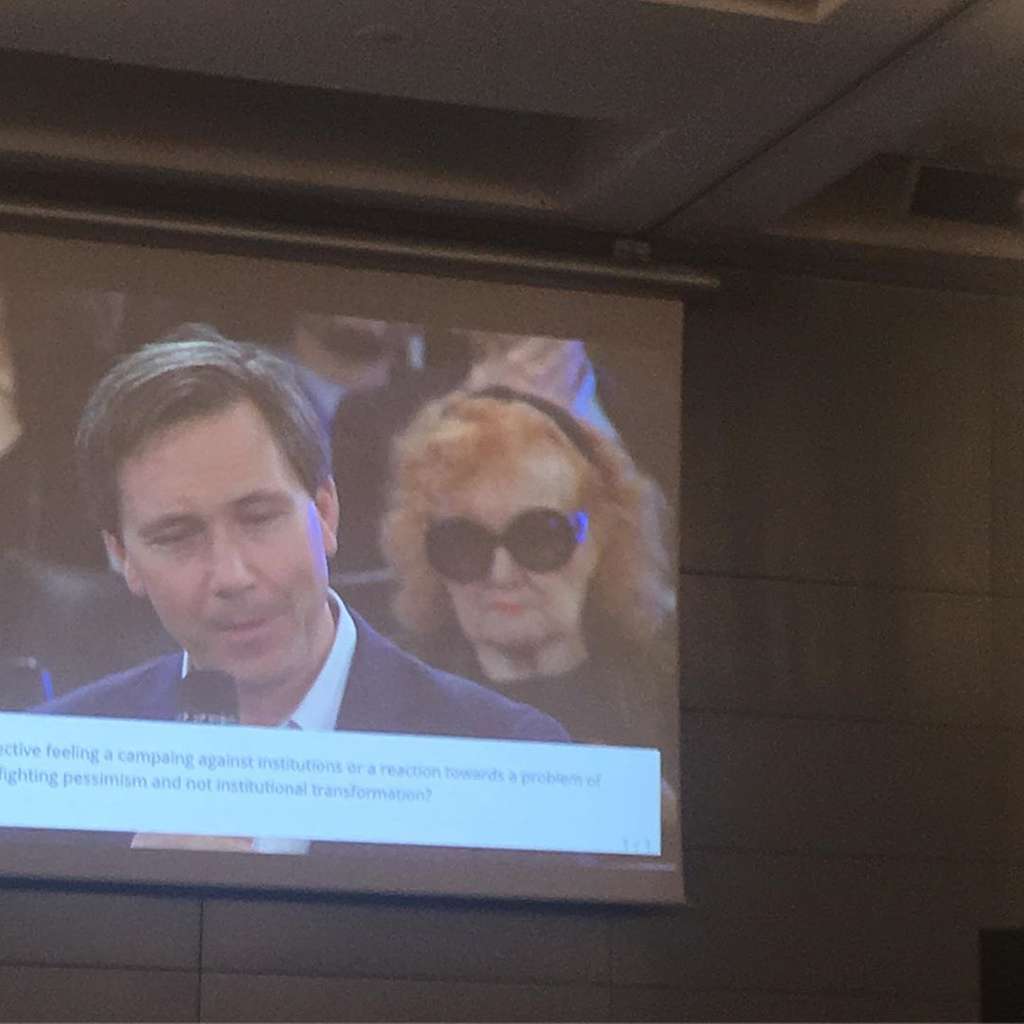 ective feeling a campaing against institutions or a reaction towards a problem of
fighting pessimism and not institutional transformation?